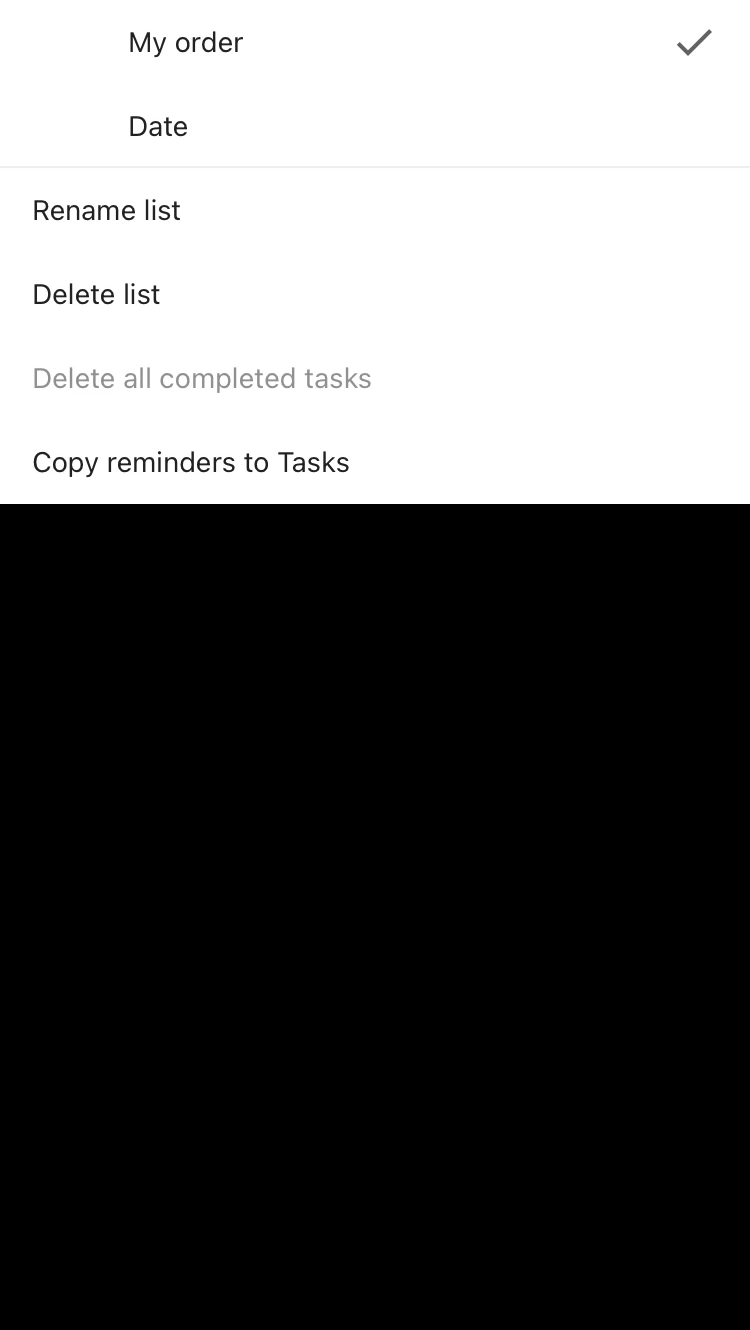 My order
Date
Rename list
Delete list
Delete all completed tasks
Copy reminders to Tasks